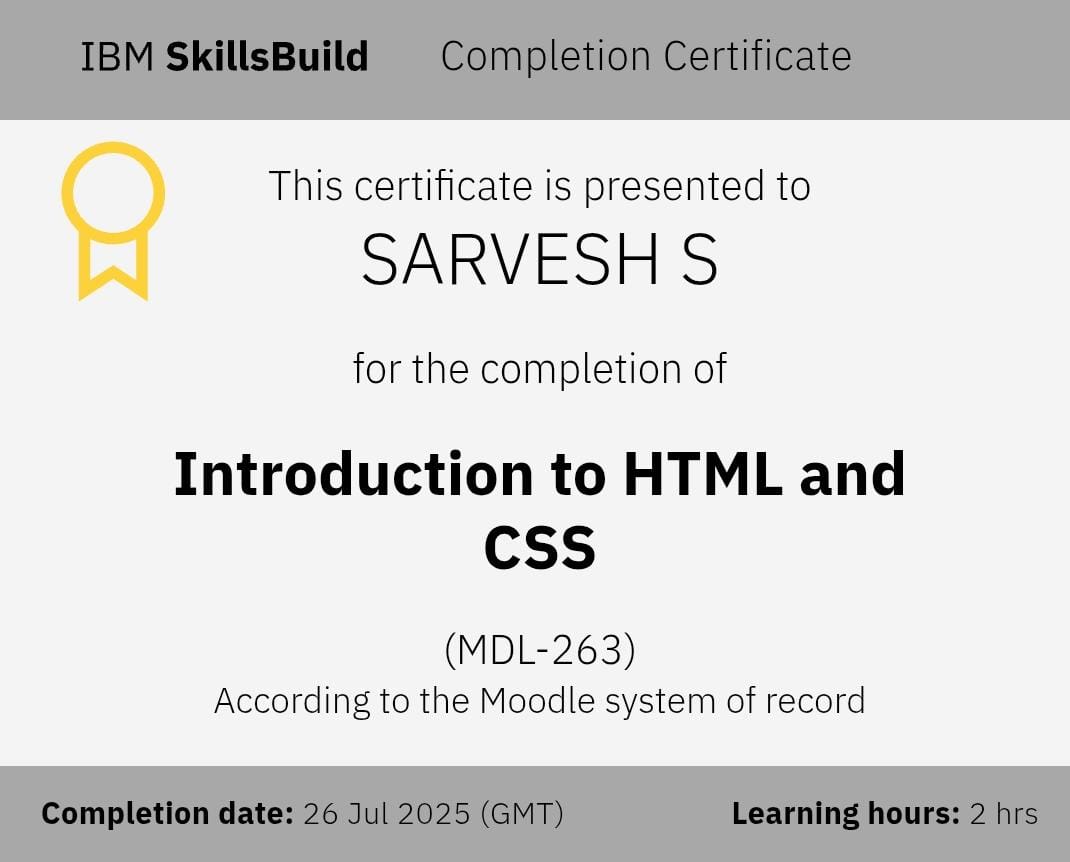 IBM SkillsBuild Completion Certificate
This certificate is presented to
SARVESH S
for the completion of
Introduction to HTML and
CSS
(MDL-263)
According to the Moodle system of record
Completion date: 26 Jul 2025 (GMT) Learning hours: 2 hrs